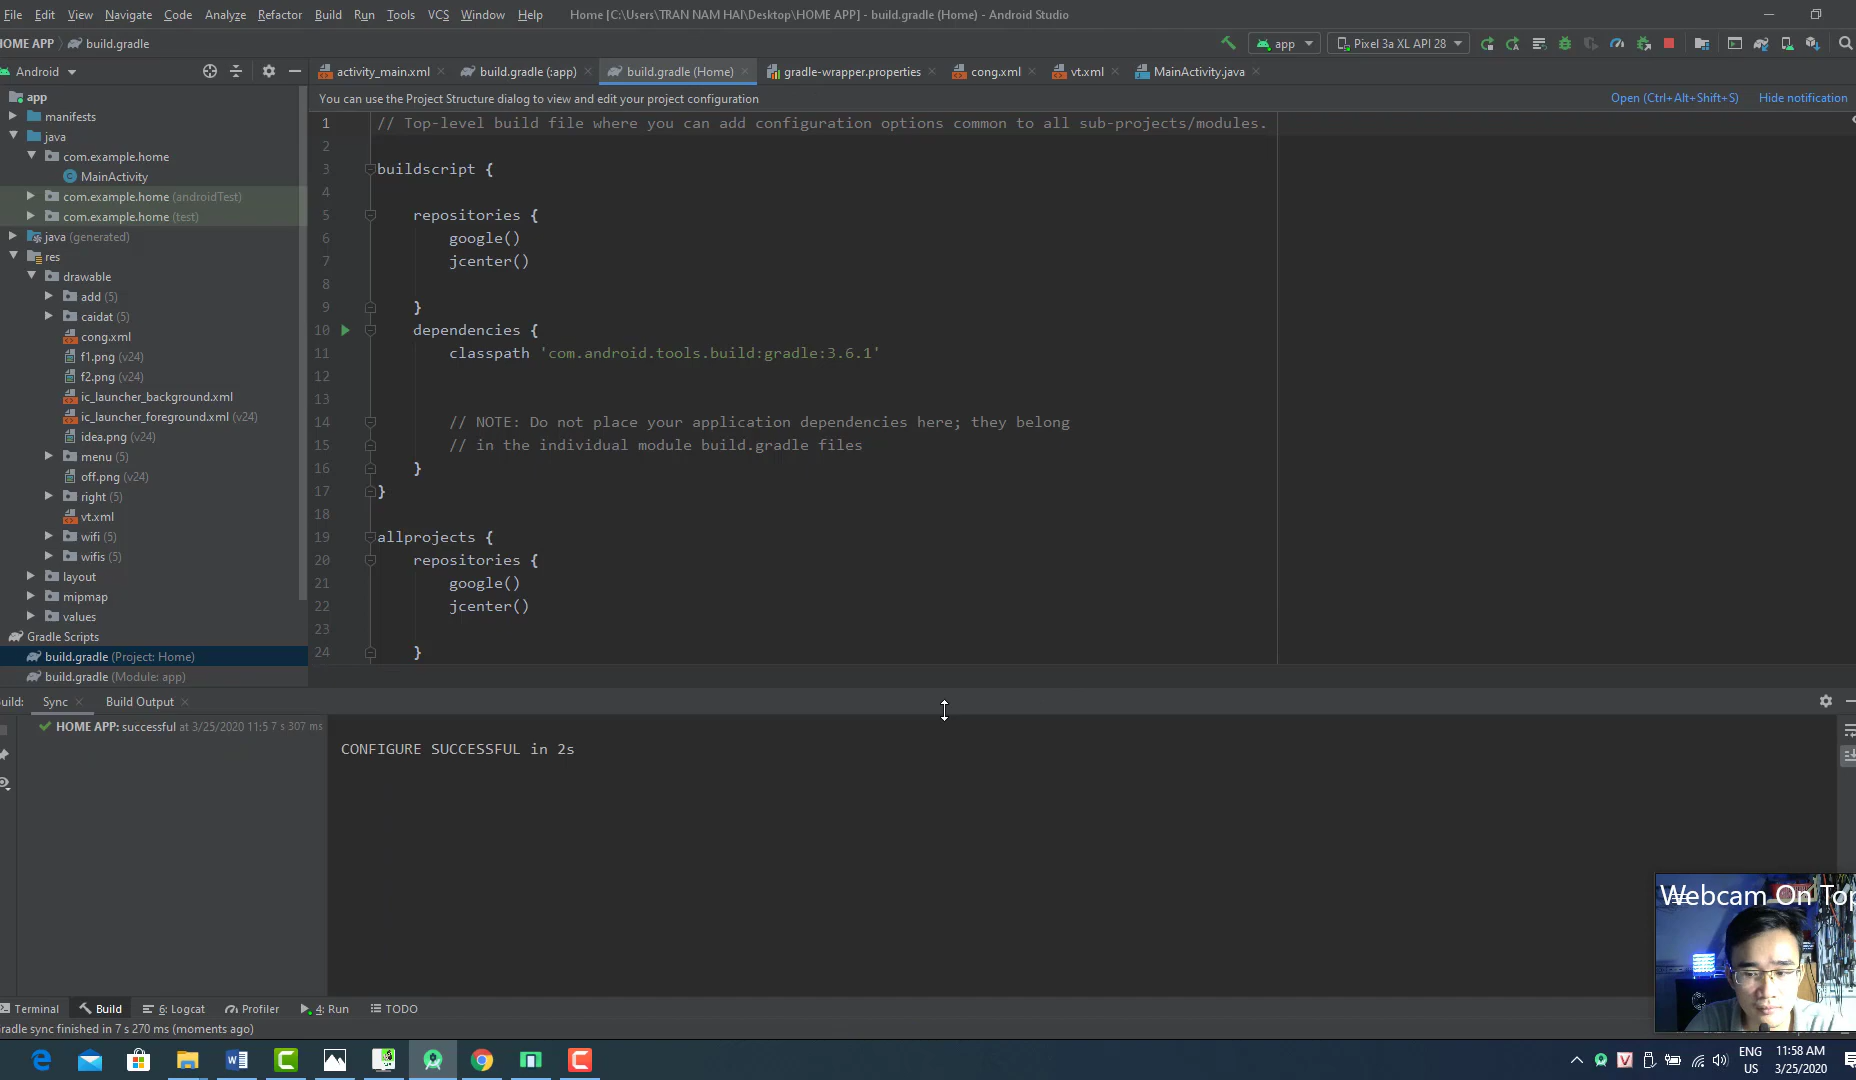 File Edit View Navigate Code Analyze Refactor Build Run Tools VCS Window Help Home [C:\Users\TRAN NAM HAI\Desktop\HOME APP] - build.gradle (Home) - Android Studio
HOME APP build.gradle
app Pixel 3a XL API 28
Android
activity_main.xml build.gradle (:app) build.gradle (Home) gradle-wrapper.properties cong.xml vt.xml MainActivity.java
You can use the Project Structure dialog to view and edit your project configuration Open (Ctrl+Alt+Shift+S) Hide notification
app
manifests
java
com.example.home
MainActivity
com.example.home (androidTest)
com.example.home (test)
java (generated)
res
drawable
add (5)
caidat (5)
cong.xml
f1.png (v24)
f2.png (v24)
ic_launcher_background.xml
ic_launcher_foreground.xml (v24)
idea.png (v24)
menu (5)
off.png (v24)
right (5)
vt.xml
wifi (5)
wifis (5)
layout
mipmap
values
Gradle Scripts
build.gradle (Project: Home)
build.gradle (Module: app)
1 // Top-level build file where you can add configuration options common to all sub-projects/modules.
2
3 buildscript {
4
5 repositories {
6 google()
7 jcenter()
8
9 }
10 dependencies {
11 classpath 'com.android.tools.build:gradle:3.6.1'
12
13
14 // NOTE: Do not place your application dependencies here; they belong
15 // in the individual module build.gradle files
16 }
17 }
18
19 allprojects {
20 repositories {
21 google()
22 jcenter()
23
24 }
uild: Sync Build Output
HOME APP: successful at 3/25/2020 11:5 7 s 307 ms
CONFIGURE SUCCESSFUL in 2s
Webcam On Top
Terminal Build 6: Logcat Profiler 4: Run TODO
radle sync finished in 7 s 270 ms (moments ago)
ENG
US
11:58 AM
3/25/2020